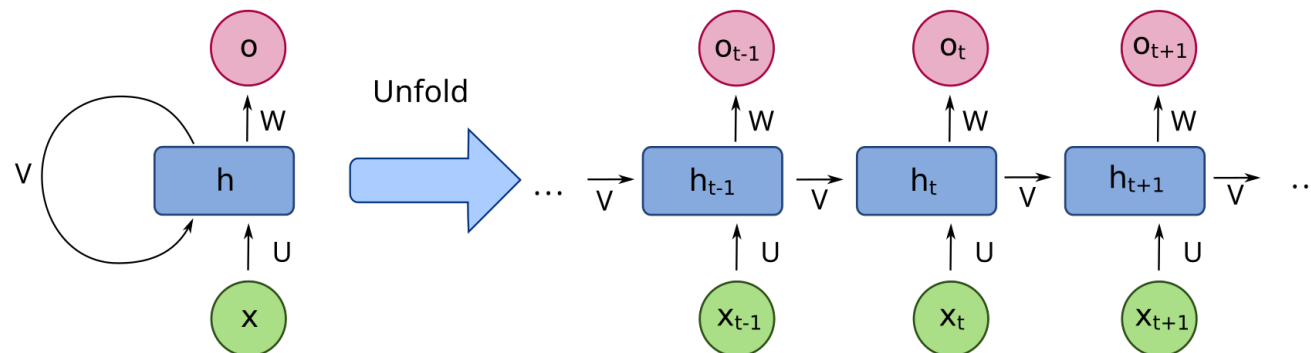 o
Unfold
W
V
h
U
x
o_{t-1} o_t o_{t+1}
W W W
... V h_{t-1} V h_t V h_{t+1} V ..
U U U
x_{t-1} x_t x_{t+1}